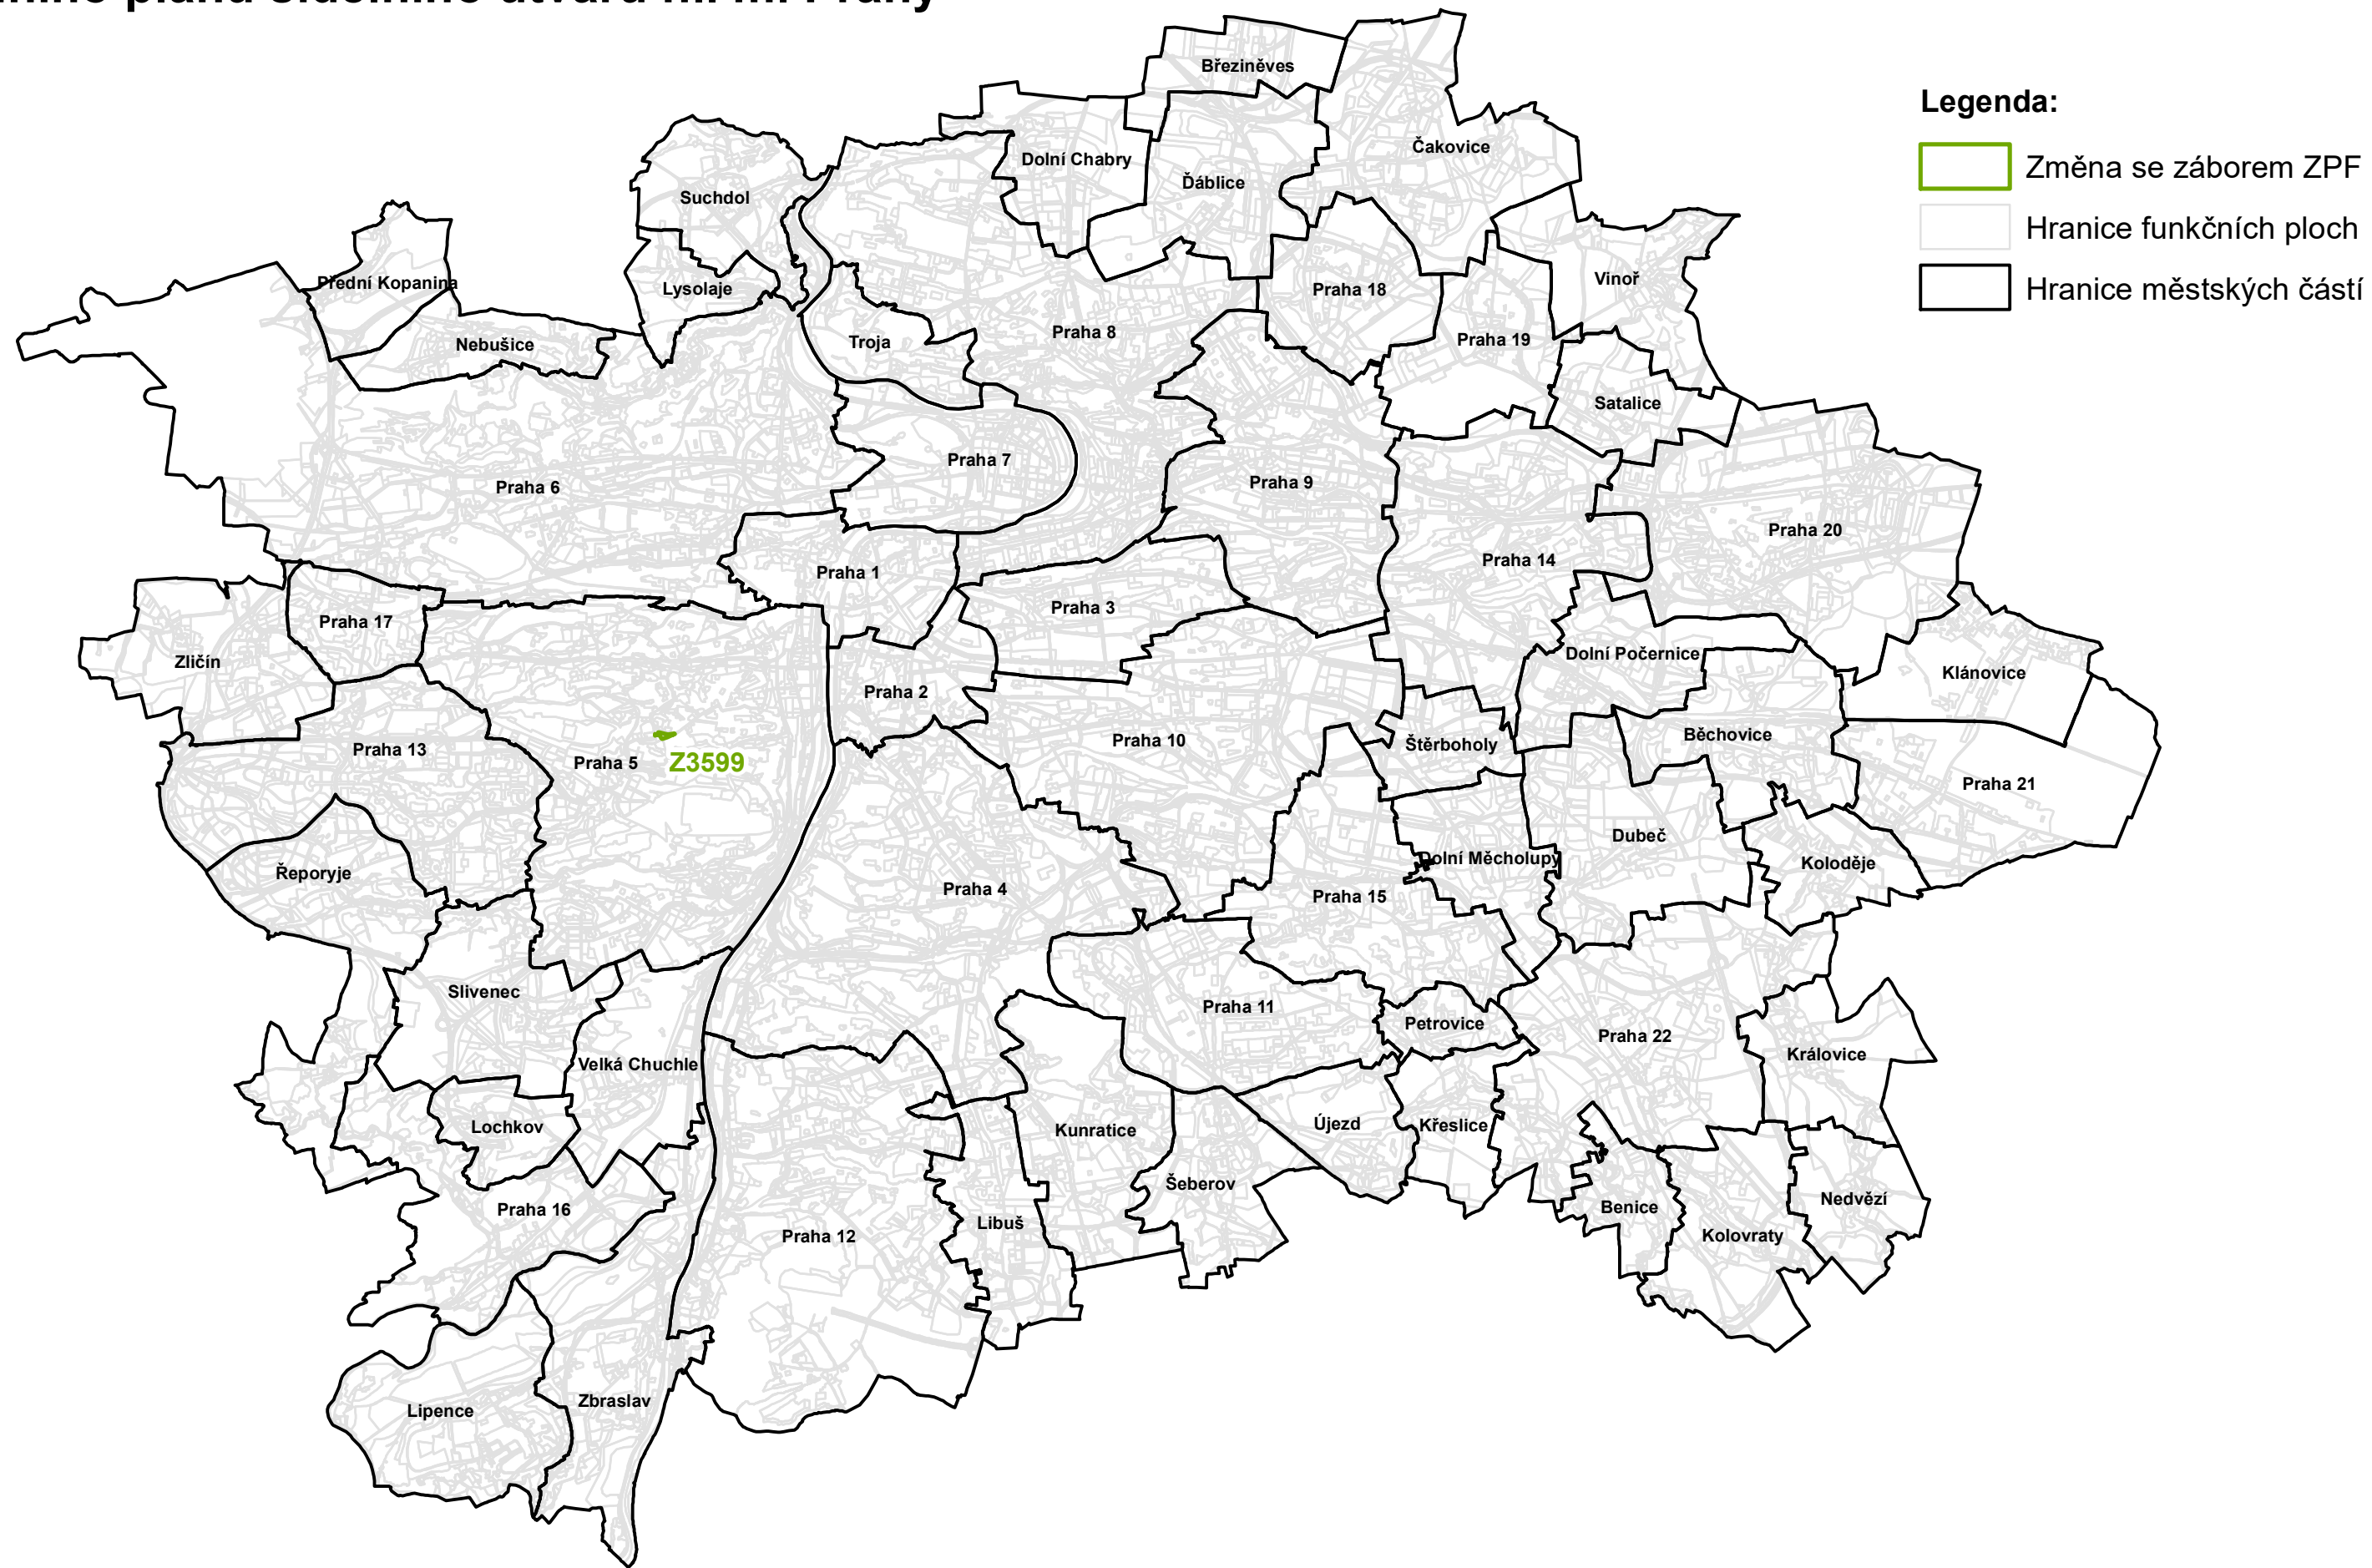 Březiněves
Legenda:
Změna se záborem ZPF
Hranice funkčních ploch
Hranice městských částí
Dolní Chabry
Ďáblice
Čakovice
Suchdol
Přední Kopanina
Lysolaje
Praha 18
Vinoř
Nebušice
Troja
Praha 8
Praha 19
Satalice
Praha 7
Praha 6
Praha 9
Praha 20
Praha 14
Praha 1
Praha 3
Praha 17
Zličín
Dolní Počernice
Klánovice
Praha 2
Praha 13
Praha 5
Z3599
Praha 10
Štěrboholy
Běchovice
Praha 21
Řeporyje
Praha 4
Praha 15
Dolní Měcholupy
Dubeč
Koloděje
Slivenec
Praha 11
Petrovice
Praha 22
Královice
Velká Chuchle
Lochkov
Kunratice
Újezd
Křeslice
Šeberov
Praha 16
Praha 12
Libuš
Benice
Kolovraty
Nedvězí
Lipence
Zbraslav